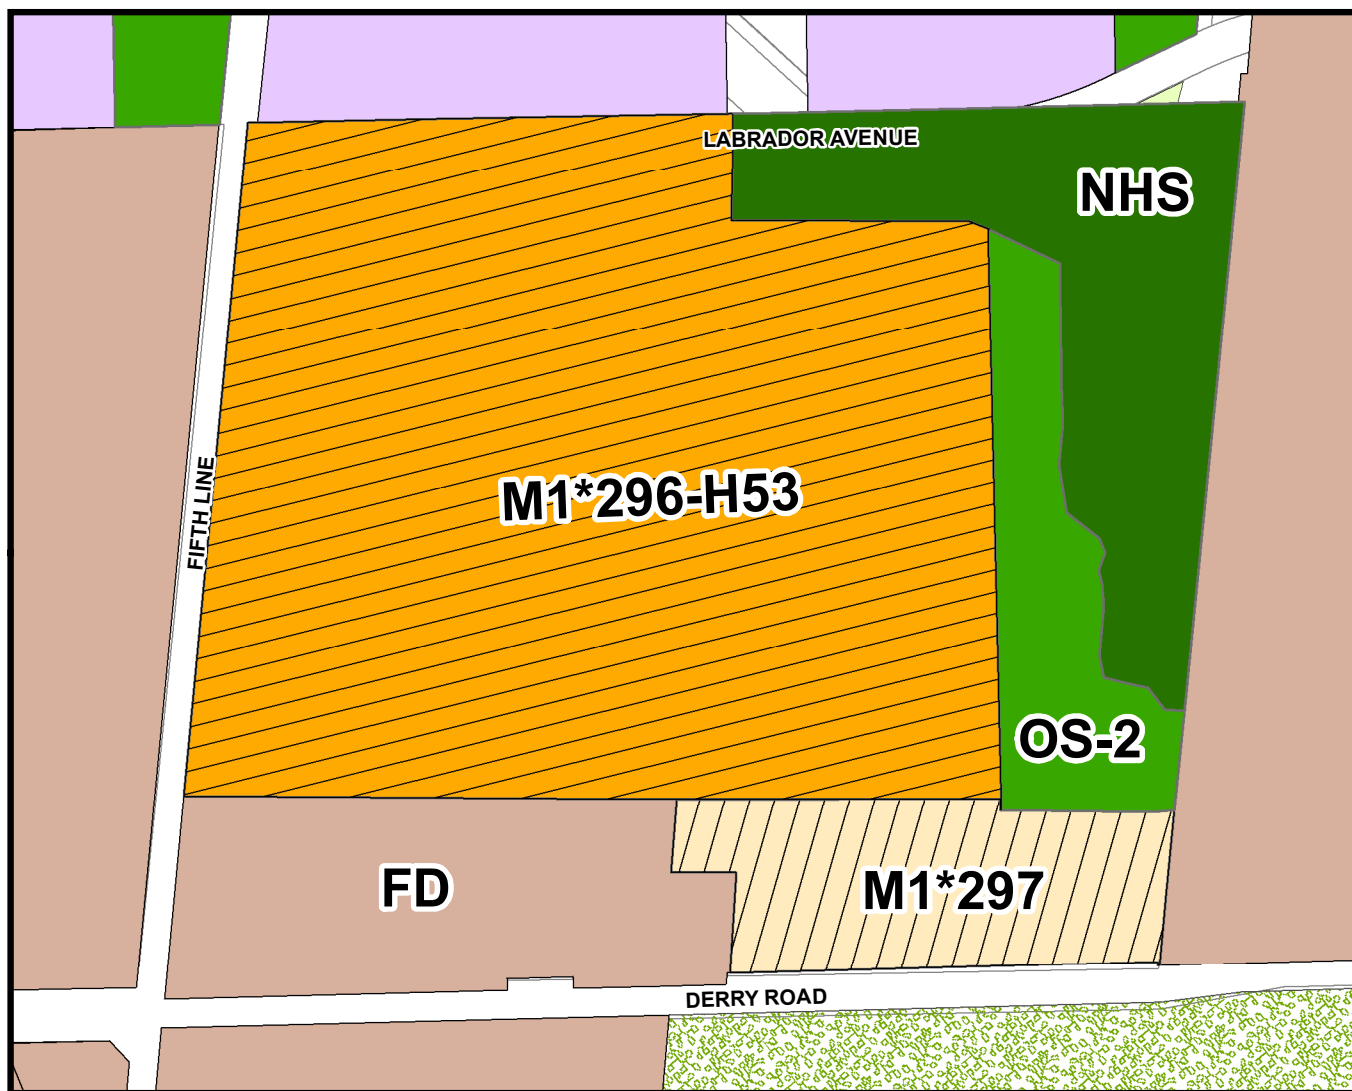 LABRADOR AVENUE
NHS
M1*296-H53
FIFTH LINE
OS-2
FD
M1*297
DERRY ROAD